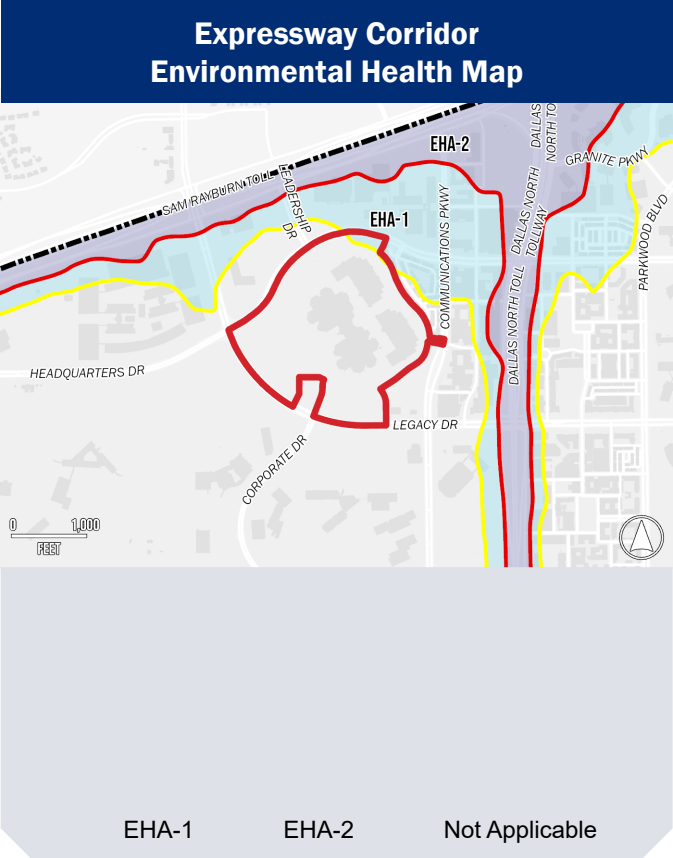 Expressway Corridor
Environmental Health Map
DALLAS
NORTH TO
EHA-2
GRANITE PKWY
SAM RAYBURN TOLL
LEADERSHIP
DR
DALLAS NORTH
TOLLWAY
EHA-1
COMMUNICATIONS PKWY
PARKWOOD BLVD
DALLAS NORTH TOLL
HEADQUARTERS DR
LEGACY DR
CORPORATE DR
0 1,000
FEET
EHA-1 EHA-2 Not Applicable